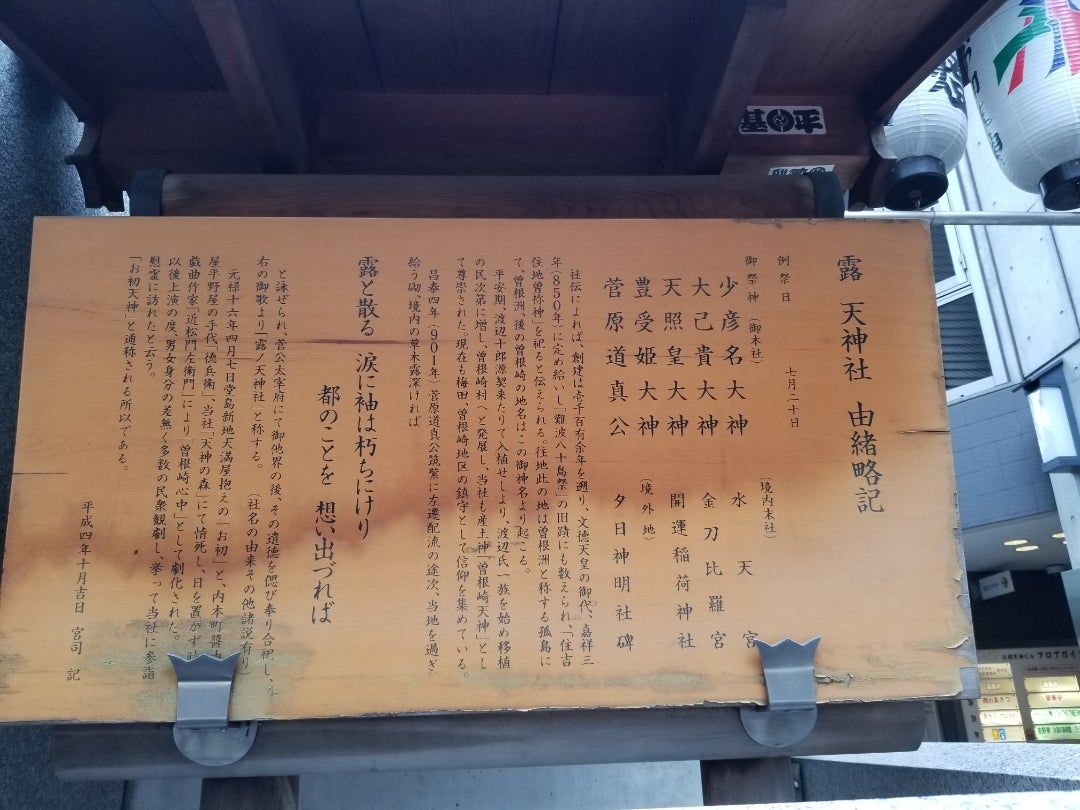 露 天神社 由緒略記
例祭日 七月二十日
御祭神(御本社)
少彦名大神
大己貴大神
天照皇大神
豊受姫大神
菅原道真公
(境内末社)
水天宮
金刀比羅宮
開運稲荷神社
(境外地)
夕日神明社碑
社伝によれば、創建は壱千百有余年を遡り、文徳天皇の御代、嘉祥三
年(850年)に定め給いし「難波八十島祭」の旧蹟にも数えられ、「住吉
住地曽祢神」を祀ると伝えられる。往地此の地は曽根洲と称する孤島に
て、曽根洲、後の曽根崎の地名はこの御神名より起こる。
平安期、渡辺十郎源契来たりて入植せしより、渡辺氏一族を始め移植
の民次第に増し、曽根崎村へと発展し、当社も産土神「曽根崎天神」とし
て尊崇された。現在も梅田、曽根崎地区の鎮守として信仰を集めている。
昌泰四年(901年)菅原道真公筑紫に左遷配流の途次、当地を過ぎ
給う砌 境内の草木露深ければ
露と散る 涙に袖は朽ちにけり
都のことを 想い出づれば
と詠ぜられ、菅公太宰府にて御他界の後、その遺徳を偲び奉り合祀し、
右の御歌より「露ノ天神社」と称する。 (社名の由来その他諸説有り)
元禄十六年四月七日堂島新地天満屋抱えの「お初」と、内本町醬
屋平野屋の手代「徳兵衛」、当社「天神の森」にて情死し、日を置かず
戯曲作家「近松門左衛門」により「曽根崎心中」として劇化された。
以後上演の度、男女身分の差無く多数の民衆観劇し、挙って当社に参詣
慰霊に訪れたと云う。
「お初天神」と通称される所以である。
平成四年十月吉日 宮司 記
基 平
フロアガイ